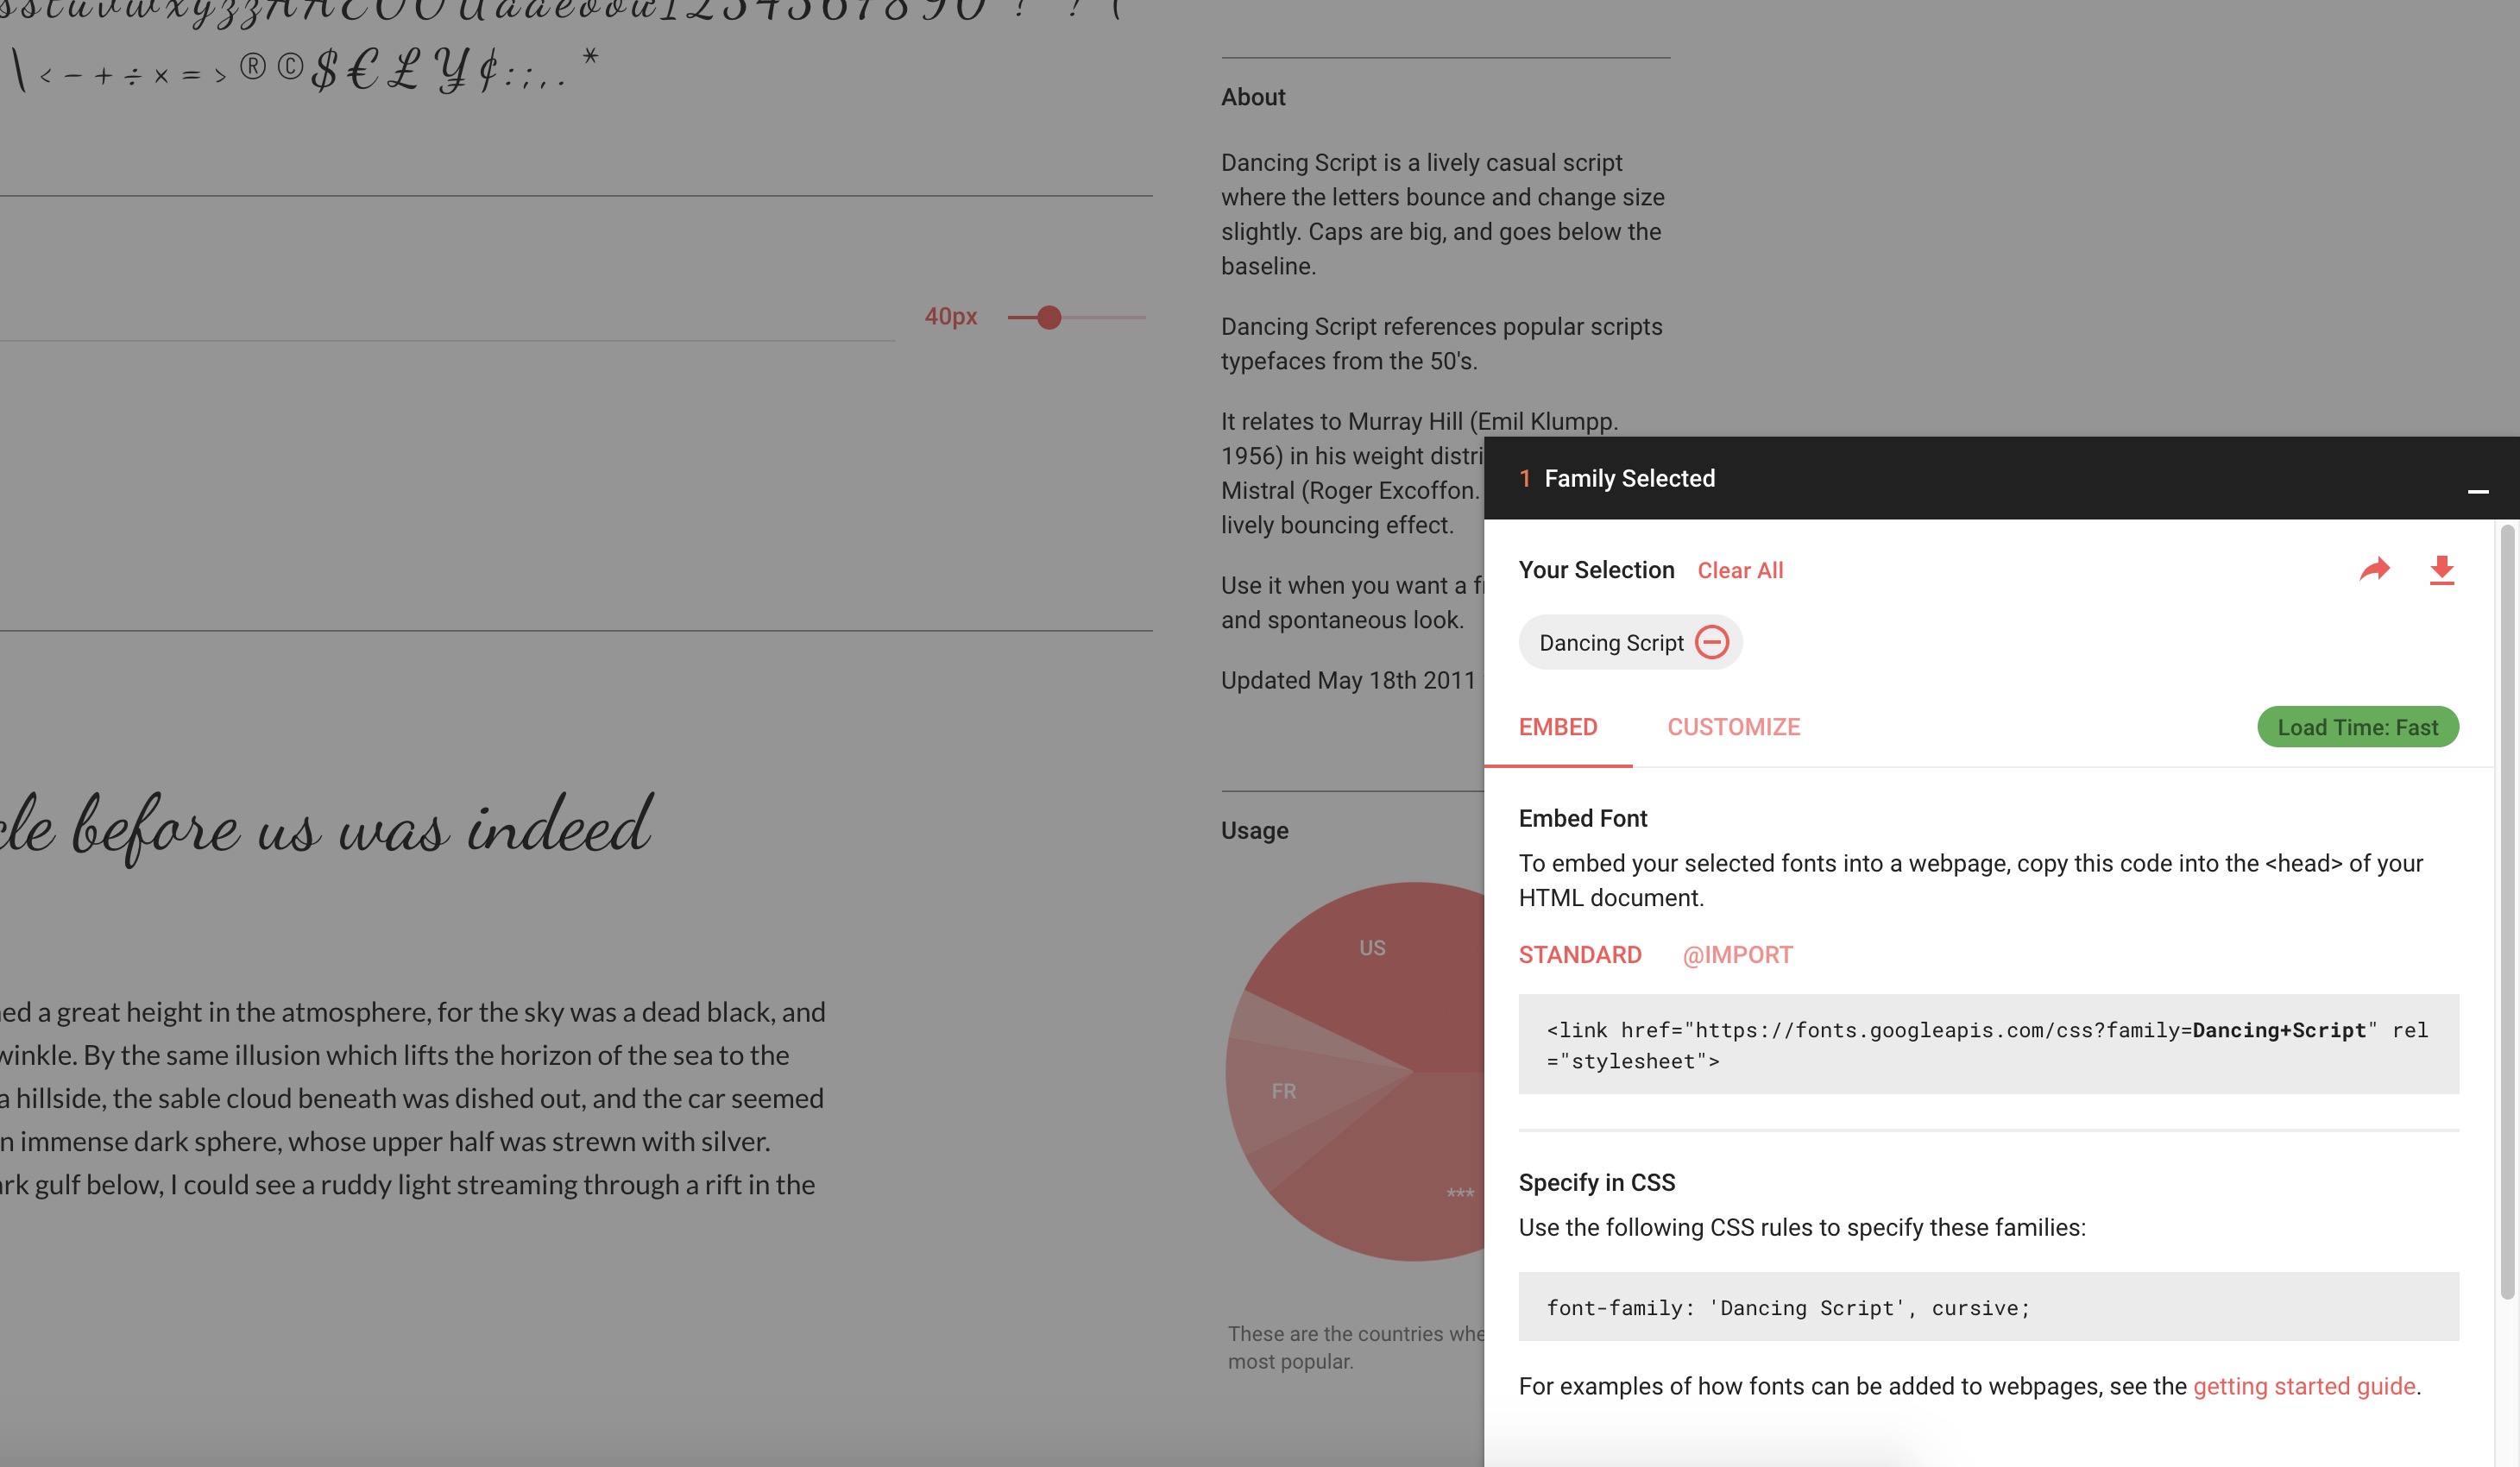 1234567890
\ < - + ÷ × = > ® © $ € £ ¥ ¢ : ; , . *
40px
cle before us was indeed
a great height in the atmosphere, for the sky was a dead black, and
By the same illusion which lifts the horizon of the sea to the
a hillside, the sable cloud beneath was dished out, and the car seemed
immense dark sphere, whose upper half was strewn with silver.
gulf below, I could see a ruddy light streaming through a rift in the
About
Dancing Script is a lively casual script
where the letters bounce and change size
slightly. Caps are big, and goes below the
baseline.
Dancing Script references popular scripts
typefaces from the 50's.
It relates to Murray Hill (Emil Klumpp.
1956) in his weight distri
Mistral (Roger Excoffon.
lively bouncing effect.
Use it when you want a f
and spontaneous look.
Updated May 18th 2011
Usage
US
FR
***
These are the countries whe
most popular.
1 Family Selected
Your Selection Clear All
Dancing Script
EMBED CUSTOMIZE Load Time: Fast
Embed Font
To embed your selected fonts into a webpage, copy this code into the <head> of your
HTML document.
STANDARD @IMPORT
<link href="https://fonts.googleapis.com/css?family=Dancing+Script" rel
="stylesheet">
Specify in CSS
Use the following CSS rules to specify these families:
font-family: 'Dancing Script', cursive;
For examples of how fonts can be added to webpages, see the getting started guide.